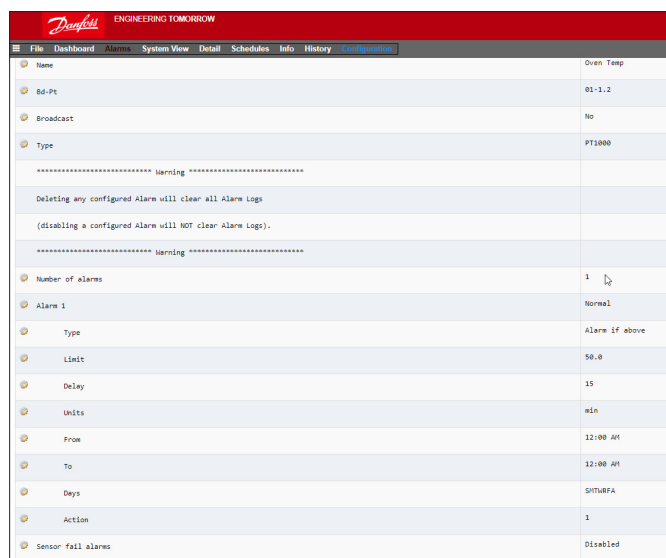 Danfoss ENGINEERING TOMORROW
File Dashboard Alarms System View Detail Schedules Info History Configuration
Name Oven Temp
Bd-Pt 01-1.2
Broadcast No
Type PT1000
**************************** Warning ****************************
Deleting any configured Alarm will clear all Alarm Logs
(disabling a configured Alarm will NOT clear Alarm Logs).
**************************** Warning ****************************
Number of alarms 1
Alarm 1 Normal
Type Alarm if above
Limit 50.0
Delay 15
Units min
From 12:00 AM
To 12:00 AM
Days SMTWRFA
Action 1
Sensor fail alarms Disabled